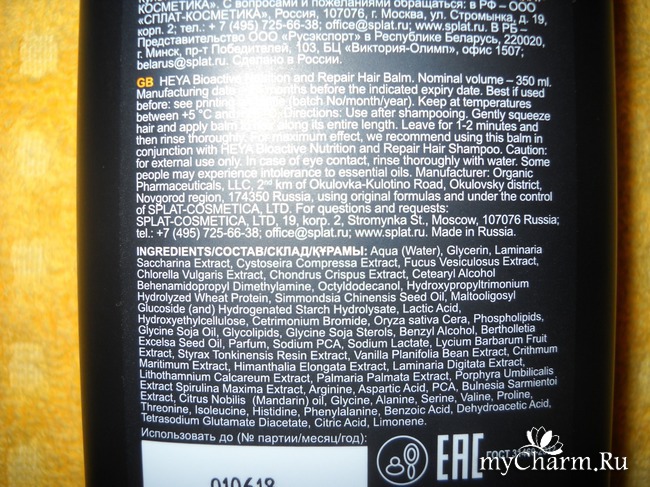 КОСМЕТИКА". С вопросами и пожеланиями обращаться: в РФ – ООО
"СПЛАТ-КОСМЕТИКА", Россия, 107076, г. Москва, ул. Стромынка, д. 19,
корп. 2; тел.: + 7 (495) 725-66-38; office@splat.ru. В РБ –
Представительство ООО «Русэкспорт» в Республике Беларусь, 220020,
г. Минск, пр-т Победителей, 103, БЦ «Виктория-Олимп», офис 1507;
belarus@splat.ru. Сделано в России.
GB HEYA Bioactive Nutrition and Repair Hair Balm. Nominal volume – 350 ml.
Manufacturing date months before the indicated expiry date. Best if used
before: see printing (batch No/month/year). Keep at temperatures
between +5 °C and Directions: Use after shampooing. Gently squeeze
hair and apply balm along its entire length. Leave for 1-2 minutes and
then rinse thoroughly. For maximum effect, we recommend using this balm in
conjunction with HEYA Bioactive Nutrition and Repair Hair Shampoo. Caution:
for external use only. In case of eye contact, rinse thoroughly with water. Some
people may experience intolerance to essential oils. Manufacturer: Organic
Pharmaceuticals, LLC, 2nd km of Okulovka-Kulotino Road, Okulovsky district,
Novgorod region, 174350 Russia, using original formulas and under the control
of SPLAT-COSMETICA, LTD. For questions and requests:
SPLAT-COSMETICA, LTD, 19, korp. 2, Stromynka St., Moscow, 107076 Russia;
tel.: +7 (495) 725-66-38; office@splat.ru; www.splat.ru. Made in Russia.
INGREDIENTS/СОСТАВ/СКЛАД/ҚҰРАМЫ: Aqua (Water), Glycerin, Laminaria
Saccharina Extract, Cystoseira Compressa Extract, Fucus Vesiculosus Extract,
Chlorella Vulgaris Extract, Chondrus Crispus Extract, Cetearyl Alcohol
Behenamidopropyl Dimethylamine, Octyldodecanol, Hydroxypropyltrimonium
Hydrolyzed Wheat Protein, Simmondsia Chinensis Seed Oil, Maltooligosyl
Glucoside (and) Hydrogenated Starch Hydrolysate, Lactic Acid,
Hydroxyethylcellulose, Cetrimonium Bromide, Oryza sativa Cera, Phospholipids,
Glycine Soja Oil, Glycolipids, Glycine Soja Sterols, Benzyl Alcohol, Bertholletia
Excelsa Seed Oil, Parfum, Sodium PCA, Sodium Lactate, Lycium Barbarum Fruit
Extract, Styrax Tonkinensis Resin Extract, Vanilla Planifolia Bean Extract, Crithmum
Maritimum Extract, Himanthalia Elongata Extract, Laminaria Digitata Extract,
Lithothamnium Calcareum Extract, Palmaria Palmata Extract, Porphyra Umbilicalis
Extract Spirulina Maxima Extract, Arginine, Aspartic Acid, PCA, Bulnesia Sarmientoi
Extract, Citrus Nobilis (Mandarin) oil, Glycine, Alanine, Serine, Valine, Proline,
Threonine, Isoleucine, Histidine, Phenylalanine, Benzoic Acid, Dehydroacetic Acid,
Tetrasodium Glutamate Diacetate, Citric Acid, Limonene.
Использовать до (№ партии/месяц/год):
010618
EAC
ГОСТ
myCharm.Ru